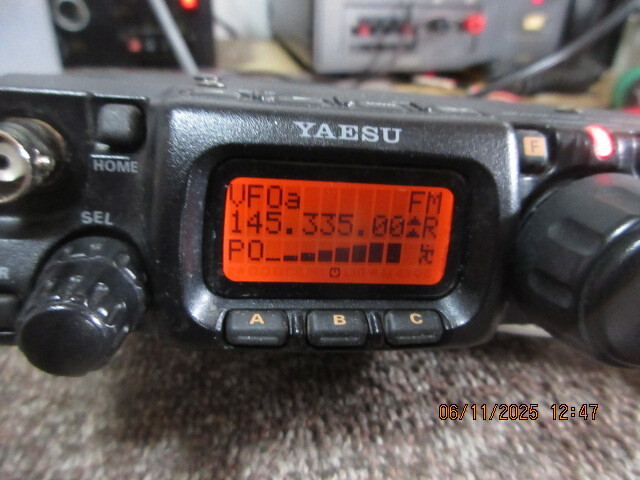 YAESU
F
HOME
SEL
VFOa FM
145.335.00 R
PO
A B C
06/11/2025 12:47